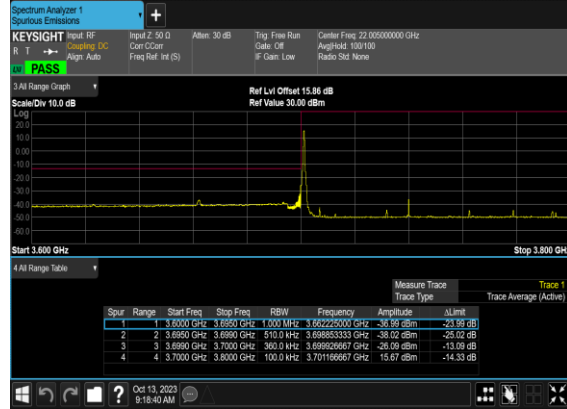 Spectrum Analyzer 1
Spurious Emissions
+
KEYSIGHT Input: RF Input Z: 50 Ω Atten: 30 dB Trig: Free Run Center Freq: 22.005000000 GHz
R T Coupling: DC Corr CCorr Gate: Off Avg|Hold: 100/100
Align: Auto Freq Ref: Int (S) IF Gain: Low Radio Std: None
PASS
3 All Range Graph
Ref Lvl Offset 15.86 dB
Scale/Div 10.0 dB Ref Value 30.00 dBm
Log
20.0
10.0
0.00
-10.0
-20.0
-30.0
-40.0
-50.0
-60.0
Start 3.600 GHz Stop 3.800 GHz
4 All Range Table
Measure Trace Trace 1
Trace Type Trace Average (Active)
Spur Range Start Freq Stop Freq RBW Frequency Amplitude ΔLimit
1 1 3.6000 GHz 3.6950 GHz 1.000 MHz 3.662225000 GHz -36.99 dBm -23.99 dB
2 2 3.6950 GHz 3.6990 GHz 510.0 kHz 3.698853333 GHz -38.02 dBm -25.02 dB
3 3 3.6990 GHz 3.7000 GHz 360.0 kHz 3.699926667 GHz -26.09 dBm -13.09 dB
4 4 3.7000 GHz 3.8000 GHz 100.0 kHz 3.701166667 GHz 15.67 dBm -14.33 dB
? Oct 13, 2023
9:18:40 AM